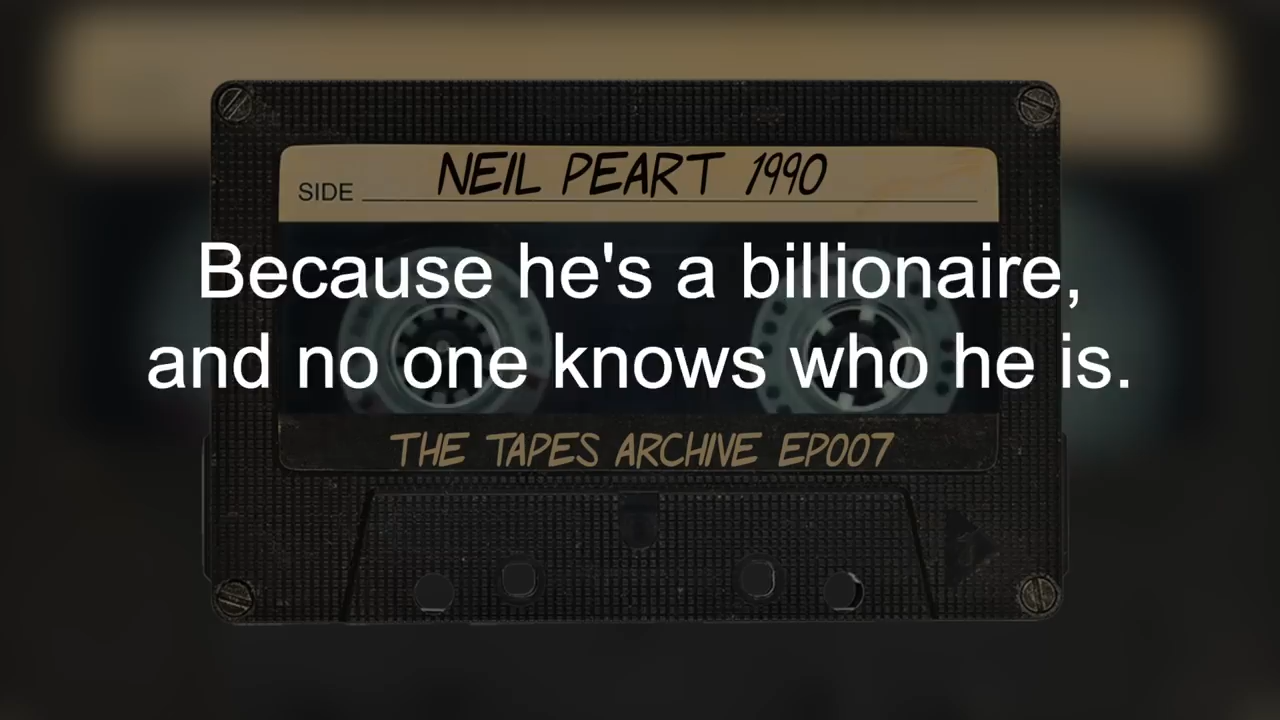 NEIL PEART 1990
SIDE
Because he's a billionaire,
and no one knows who he is.
THE TAPES ARCHIVE EP007